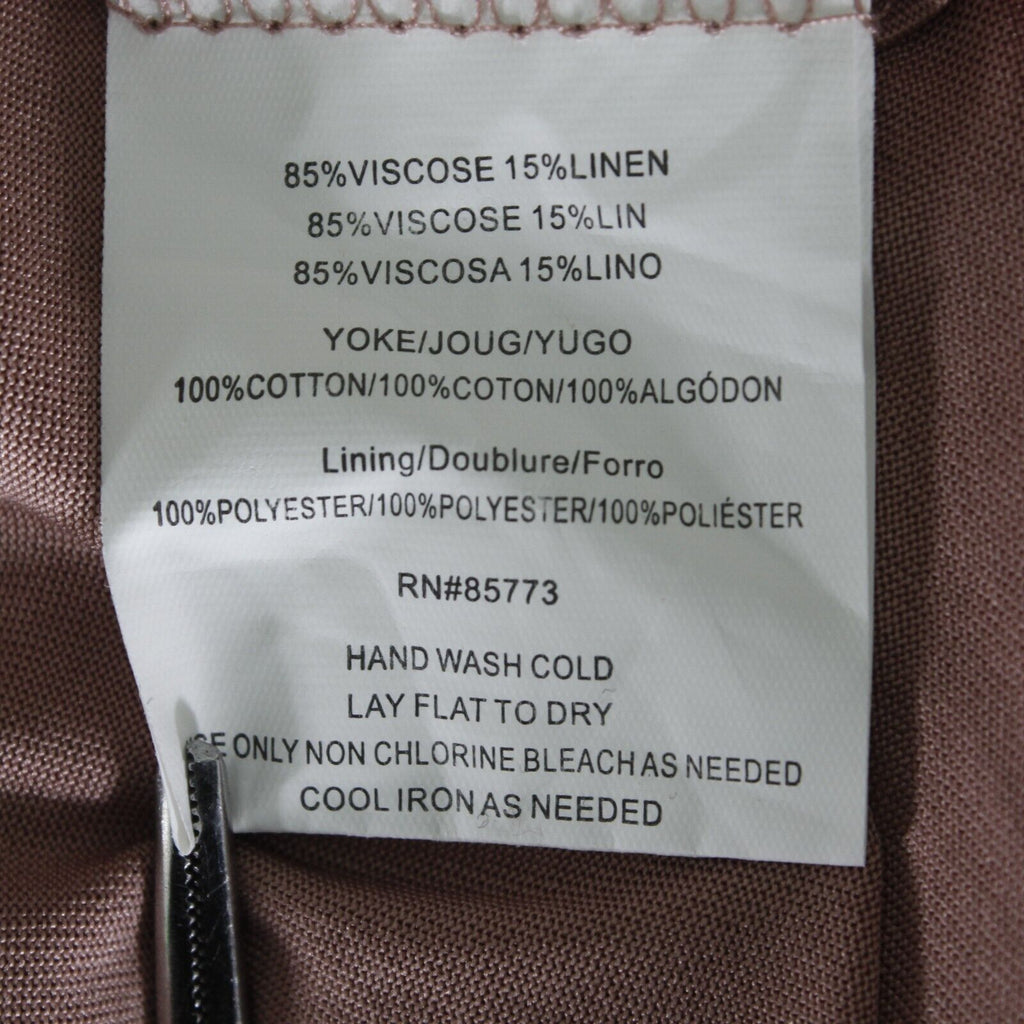 85%VISCOSE 15%LINEN
85%VISCOSE 15%LIN
85%VISCOSA 15%LINO
YOKE/JOUG/YUGO
100%COTTON/100%COTON/100%ALGÓDON
Lining/Doublure/Forro
100%POLYESTER/100%POLYESTER/100%POLIÉSTER
RN#85773
HAND WASH COLD
LAY FLAT TO DRY
ONLY NON CHLORINE BLEACH AS NEEDED
COOL IRON AS NEEDED